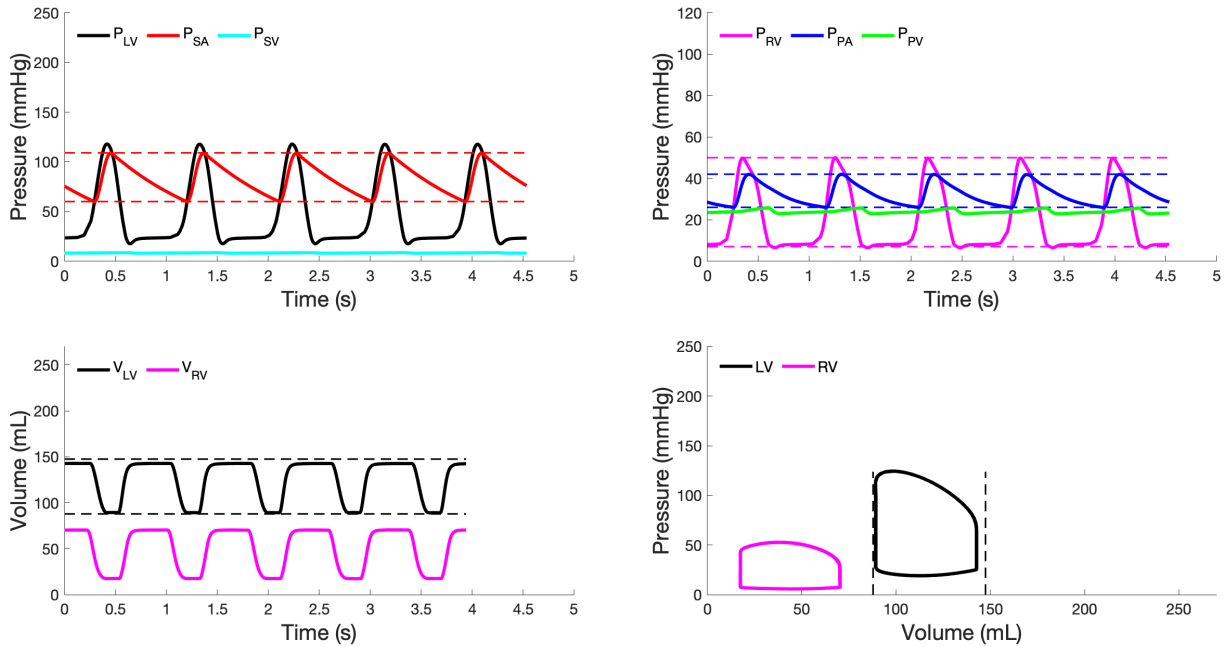 250
200
150
100
50
0
Pressure (mmHg)
P_LV P_SA P_SV
0 0.5 1 1.5 2 2.5 3 3.5 4 4.5 5
Time (s)
120
100
80
60
40
20
0
Pressure (mmHg)
P_RV P_PA P_PV
0 0.5 1 1.5 2 2.5 3 3.5 4 4.5 5
Time (s)
250
200
150
100
50
0
Volume (mL)
V_LV V_RV
0 0.5 1 1.5 2 2.5 3 3.5 4 4.5 5
Time (s)
250
200
150
100
50
0
Pressure (mmHg)
LV RV
0 50 100 150 200 250
Volume (mL)